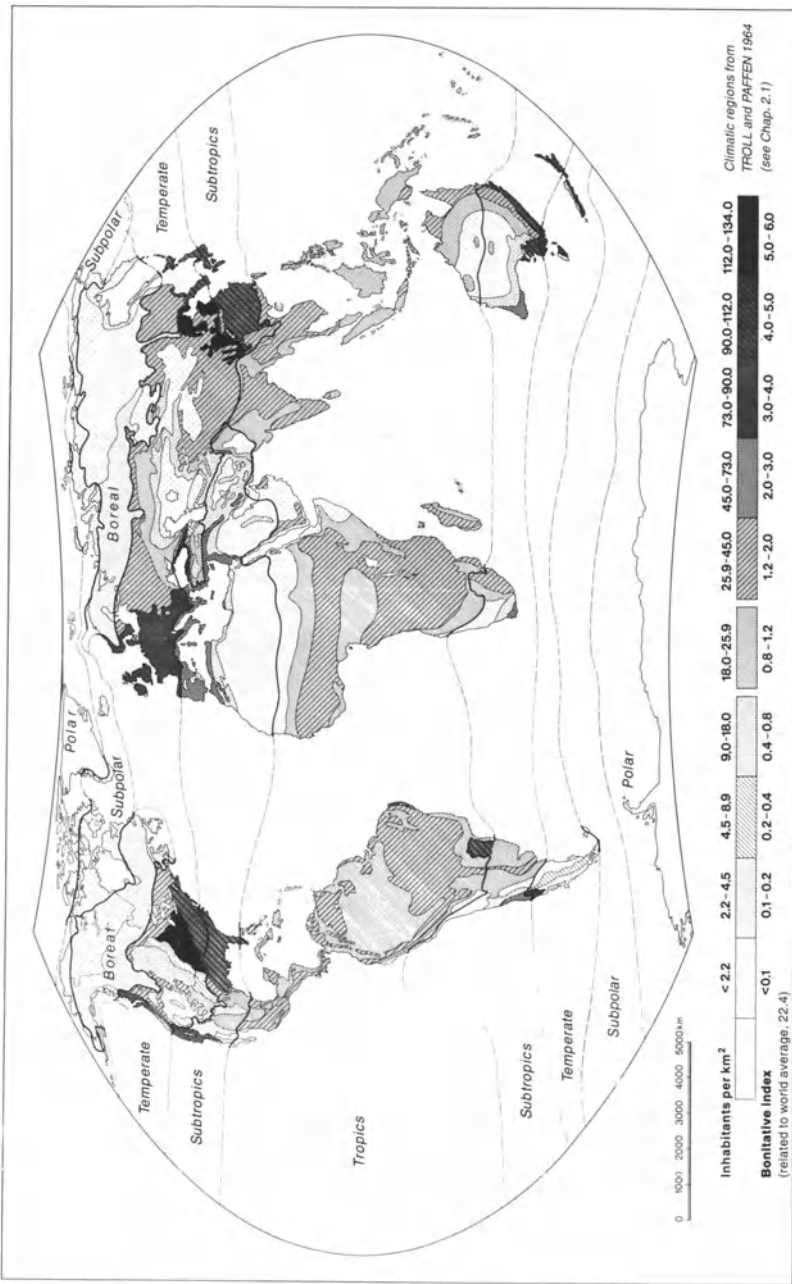 Polar
Subpolar
Boreal
Temperate
Subtropics
Tropics
Subtropics
Temperate
Subpolar
Polar
Boreal
Subpolar
Temperate
Subtropics
0 1000 2000 3000 4000 5000 km
Inhabitants per km²
< 2.2 2.2–4.5 4.5–8.9 9.0–18.0 18.0–25.9 25.9–45.0 45.0–73.0 73.0–90.0 90.0–112.0 112.0–134.0
Bonitative Index
<0.1 0.1–0.2 0.2–0.4 0.4–0.8 0.8–1.2 1.2–2.0 2.0–3.0 3.0–4.0 4.0–5.0 5.0–6.0
(related to world average, 22.4)
Climatic regions from
TROLL and PAFFEN 1964
(see Chap. 2.1)